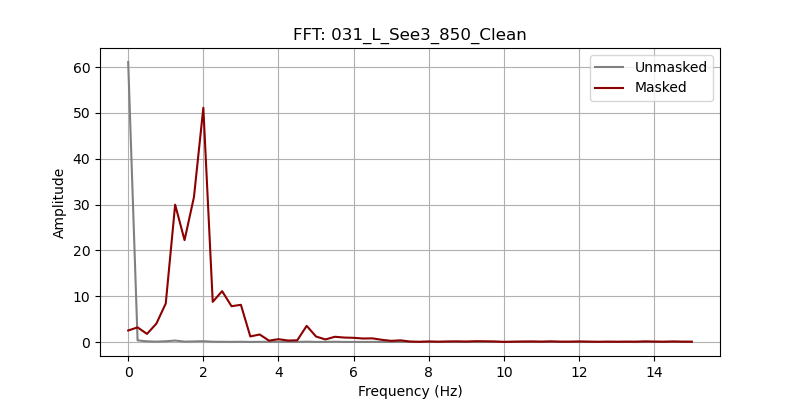 FFT: 031_L_See3_850_Clean
Unmasked
Masked
60
50
40
30
20
10
0
Amplitude
0 2 4 6 8 10 12 14
Frequency (Hz)